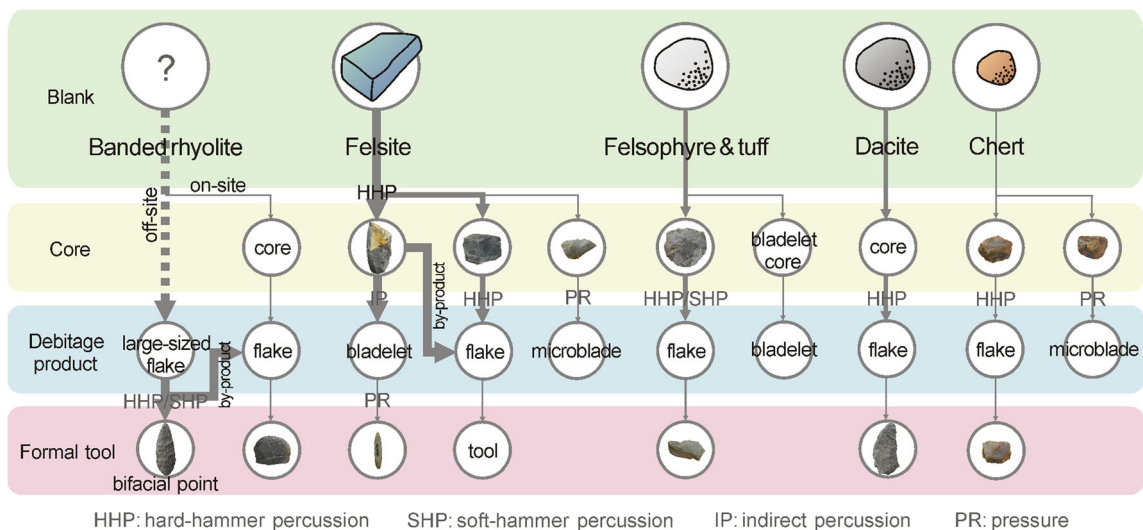 ?
Blank
Banded rhyolite
Felsite
Felsophyre & tuff
Dacite
Chert
off-site
on-site
HHP
Core
core
bladelet
core
core
IP
by-product
HHP
PR
HHP/SHP
HHP
HHP
PR
Debitage
product
large-sized
flake
by-product
flake
bladelet
flake
microblade
flake
bladelet
flake
flake
microblade
HHP/SHP
PR
Formal tool
tool
bifacial point
HHP: hard-hammer percussion
SHP: soft-hammer percussion
IP: indirect percussion
PR: pressure